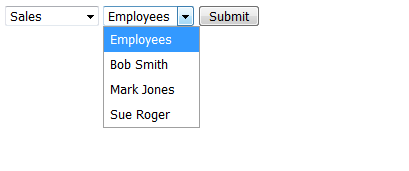 Sales Employees Submit
Employees
Bob Smith
Mark Jones
Sue Roger